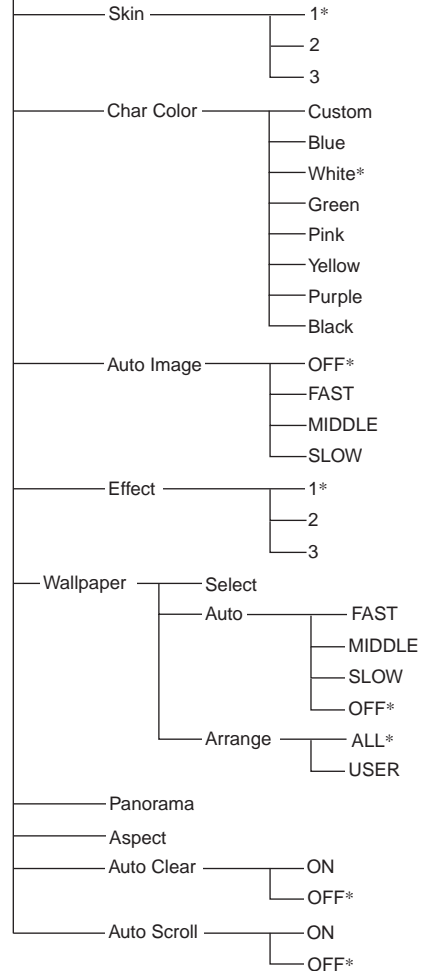 Skin 1*
2
3
Char Color Custom
Blue
White*
Green
Pink
Yellow
Purple
Black
Auto Image OFF*
FAST
MIDDLE
SLOW
Effect 1*
2
3
Wallpaper Select
Auto FAST
MIDDLE
SLOW
OFF*
Arrange ALL*
USER
Panorama
Aspect
Auto Clear ON
OFF*
Auto Scroll ON
OFF*